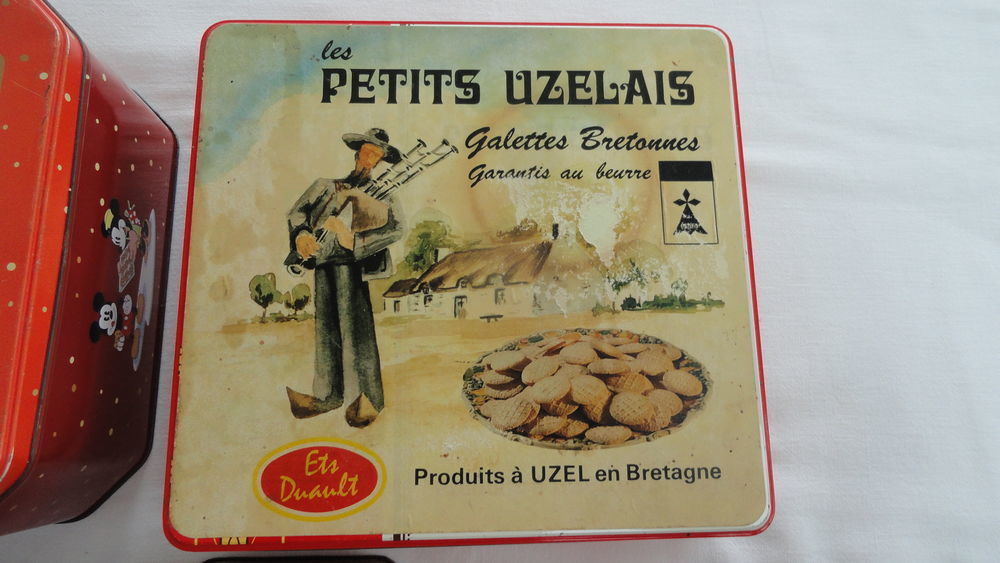 les
PETITS UZELAIS
Galettes Bretonnes
Garantis au beurre
Ets
Duault
Produits à UZEL en Bretagne